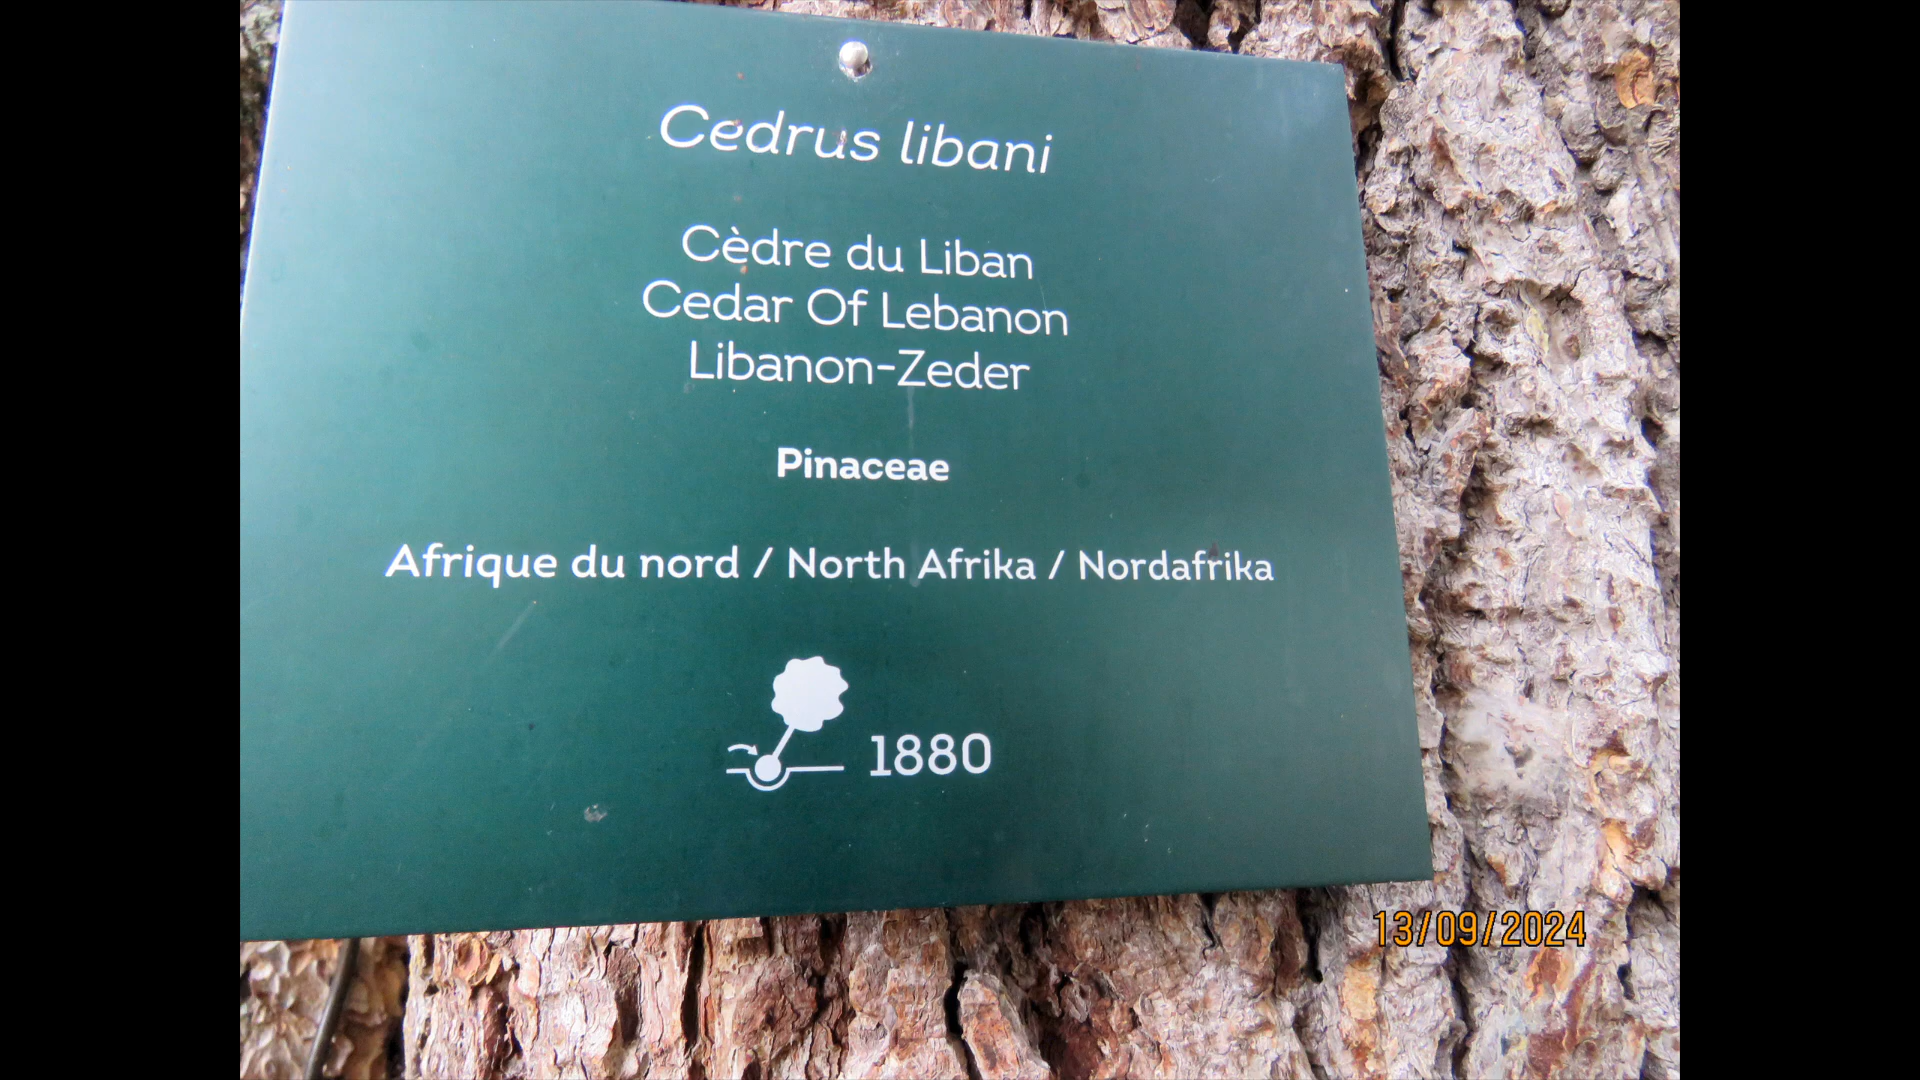 Cedrus libani
Cèdre du Liban
Cedar Of Lebanon
Libanon-Zeder
Pinaceae
Afrique du nord / North Afrika / Nordafrika
1880
13/09/2024